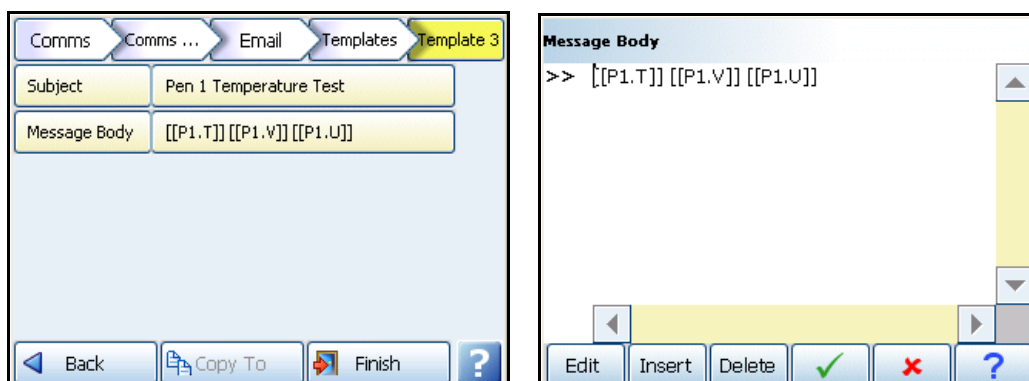 Comms Comms ... Email Templates Template 3
Subject Pen 1 Temperature Test
Message Body [[P1.T]] [[P1.V]] [[P1.U]]
Back Copy To Finish ?
Message Body
>> [[P1.T]] [[P1.V]] [[P1.U]]
Edit Insert Delete ?